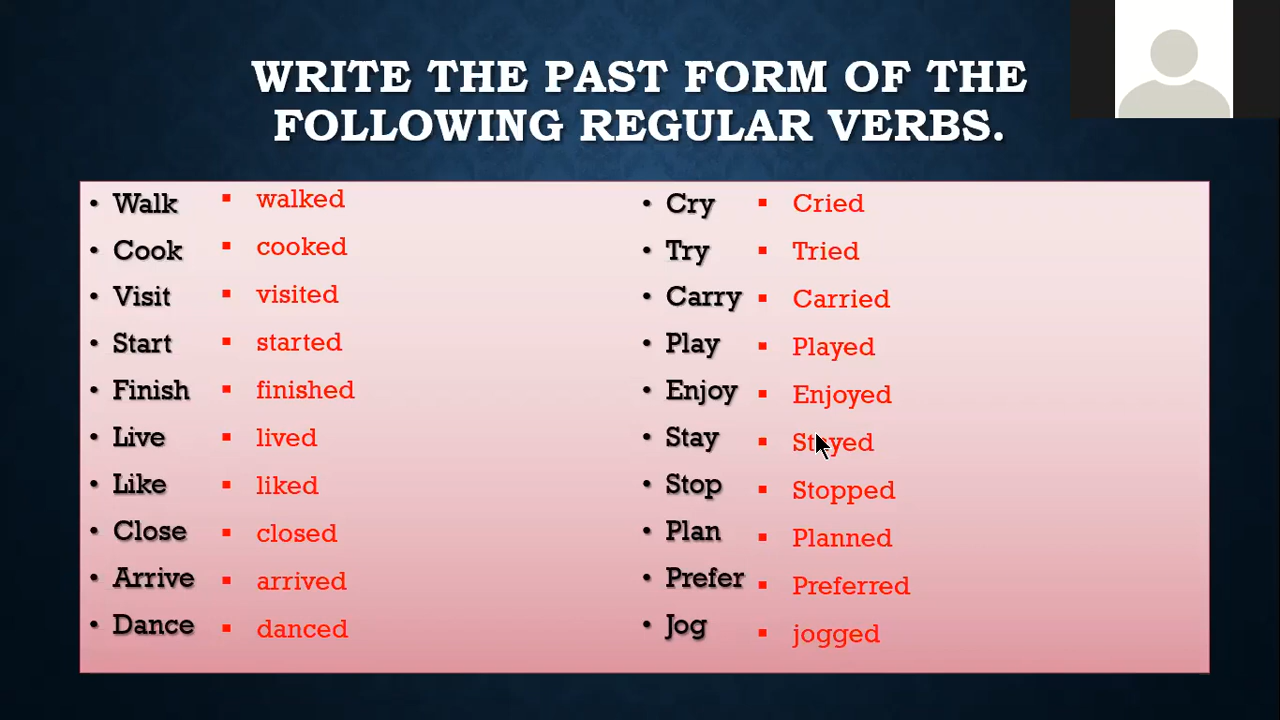 WRITE THE PAST FORM OF THE
FOLLOWING REGULAR VERBS.
• Walk ▪ walked
• Cook ▪ cooked
• Visit ▪ visited
• Start ▪ started
• Finish ▪ finished
• Live ▪ lived
• Like ▪ liked
• Close ▪ closed
• Arrive ▪ arrived
• Dance ▪ danced
• Cry ▪ Cried
• Try ▪ Tried
• Carry ▪ Carried
• Play ▪ Played
• Enjoy ▪ Enjoyed
• Stay ▪ Stayed
• Stop ▪ Stopped
• Plan ▪ Planned
• Prefer ▪ Preferred
• Jog ▪ jogged